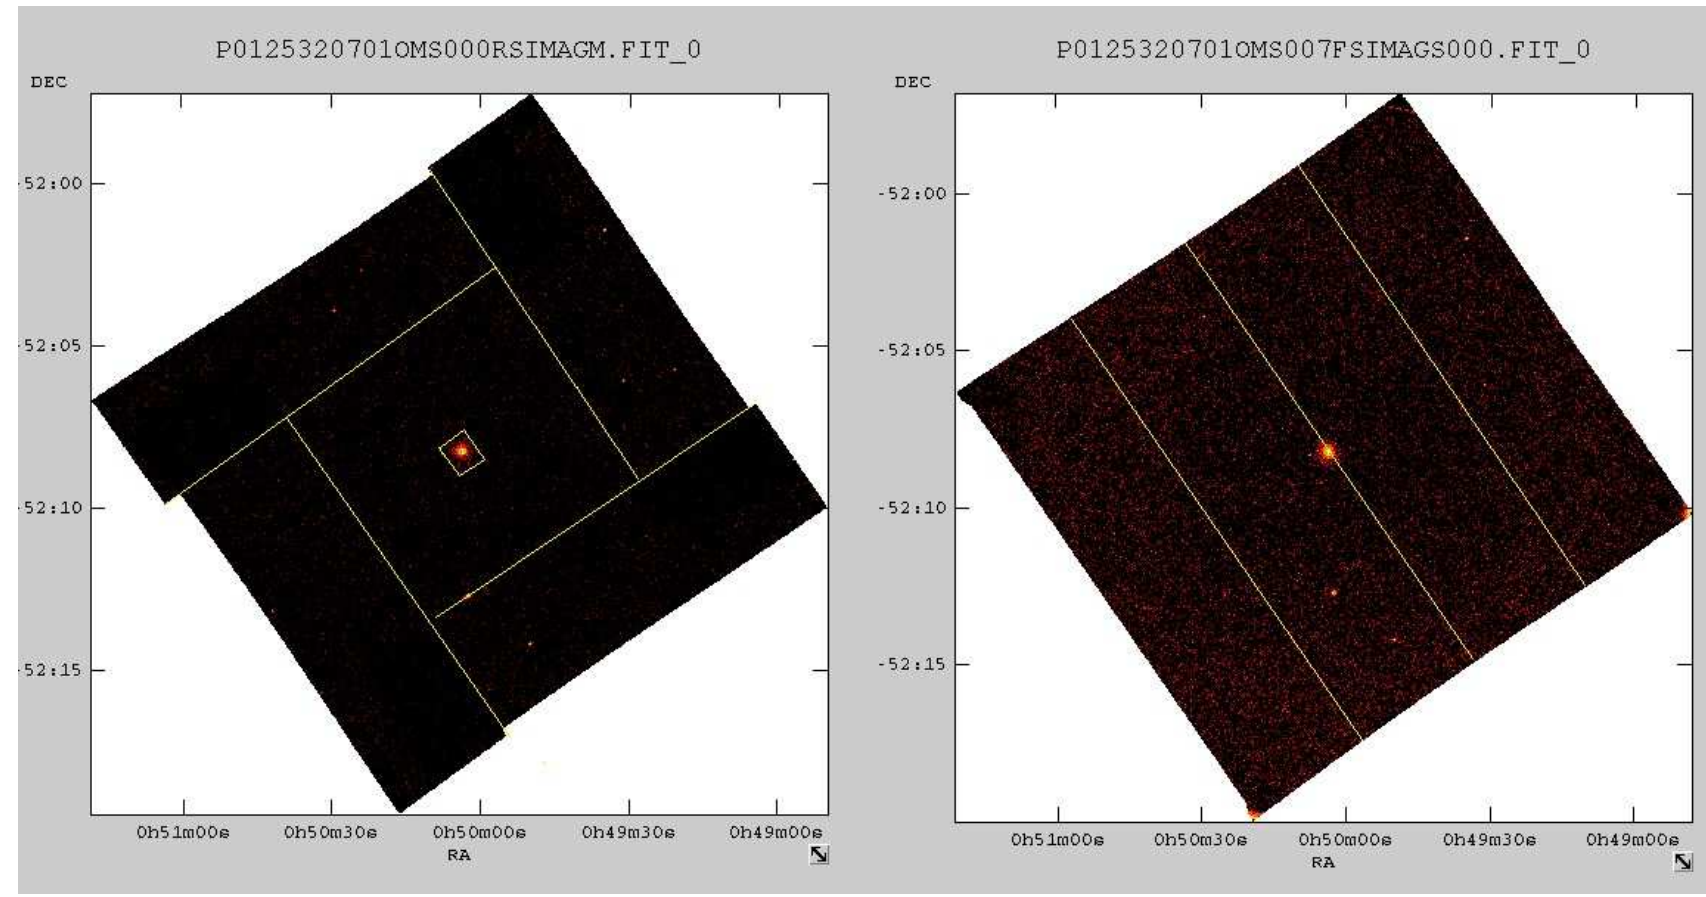 P0125320701OMS000RSIMAGM.FIT_0
DEC
-52:00
-52:05
-52:10
-52:15
0h51m00s 0h50m30s 0h50m00s 0h49m30s 0h49m00s
RA
P0125320701OMS007FSIMAGS000.FIT_0
DEC
-52:00
-52:05
-52:10
-52:15
0h51m00s 0h50m30s 0h50m00s 0h49m30s 0h49m00s
RA